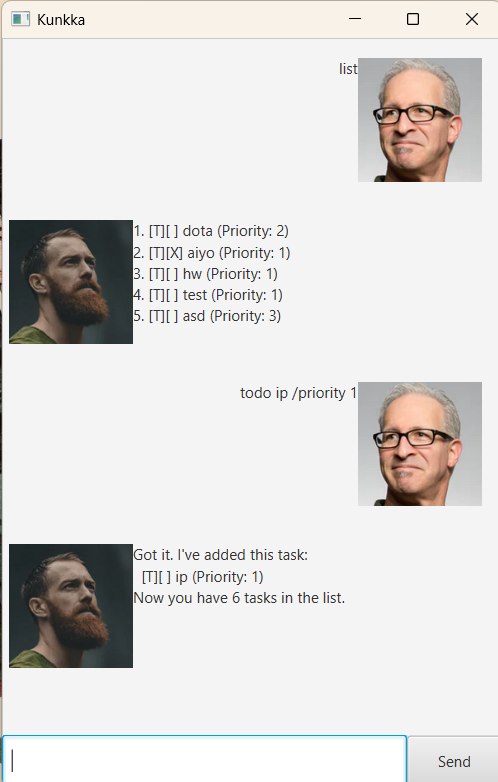 Kunkka
list
1. [T][ ] dota (Priority: 2)
2. [T][X] aiyo (Priority: 1)
3. [T][ ] hw (Priority: 1)
4. [T][ ] test (Priority: 1)
5. [T][ ] asd (Priority: 3)
todo ip /priority 1
Got it. I've added this task:
[T][ ] ip (Priority: 1)
Now you have 6 tasks in the list.
Send